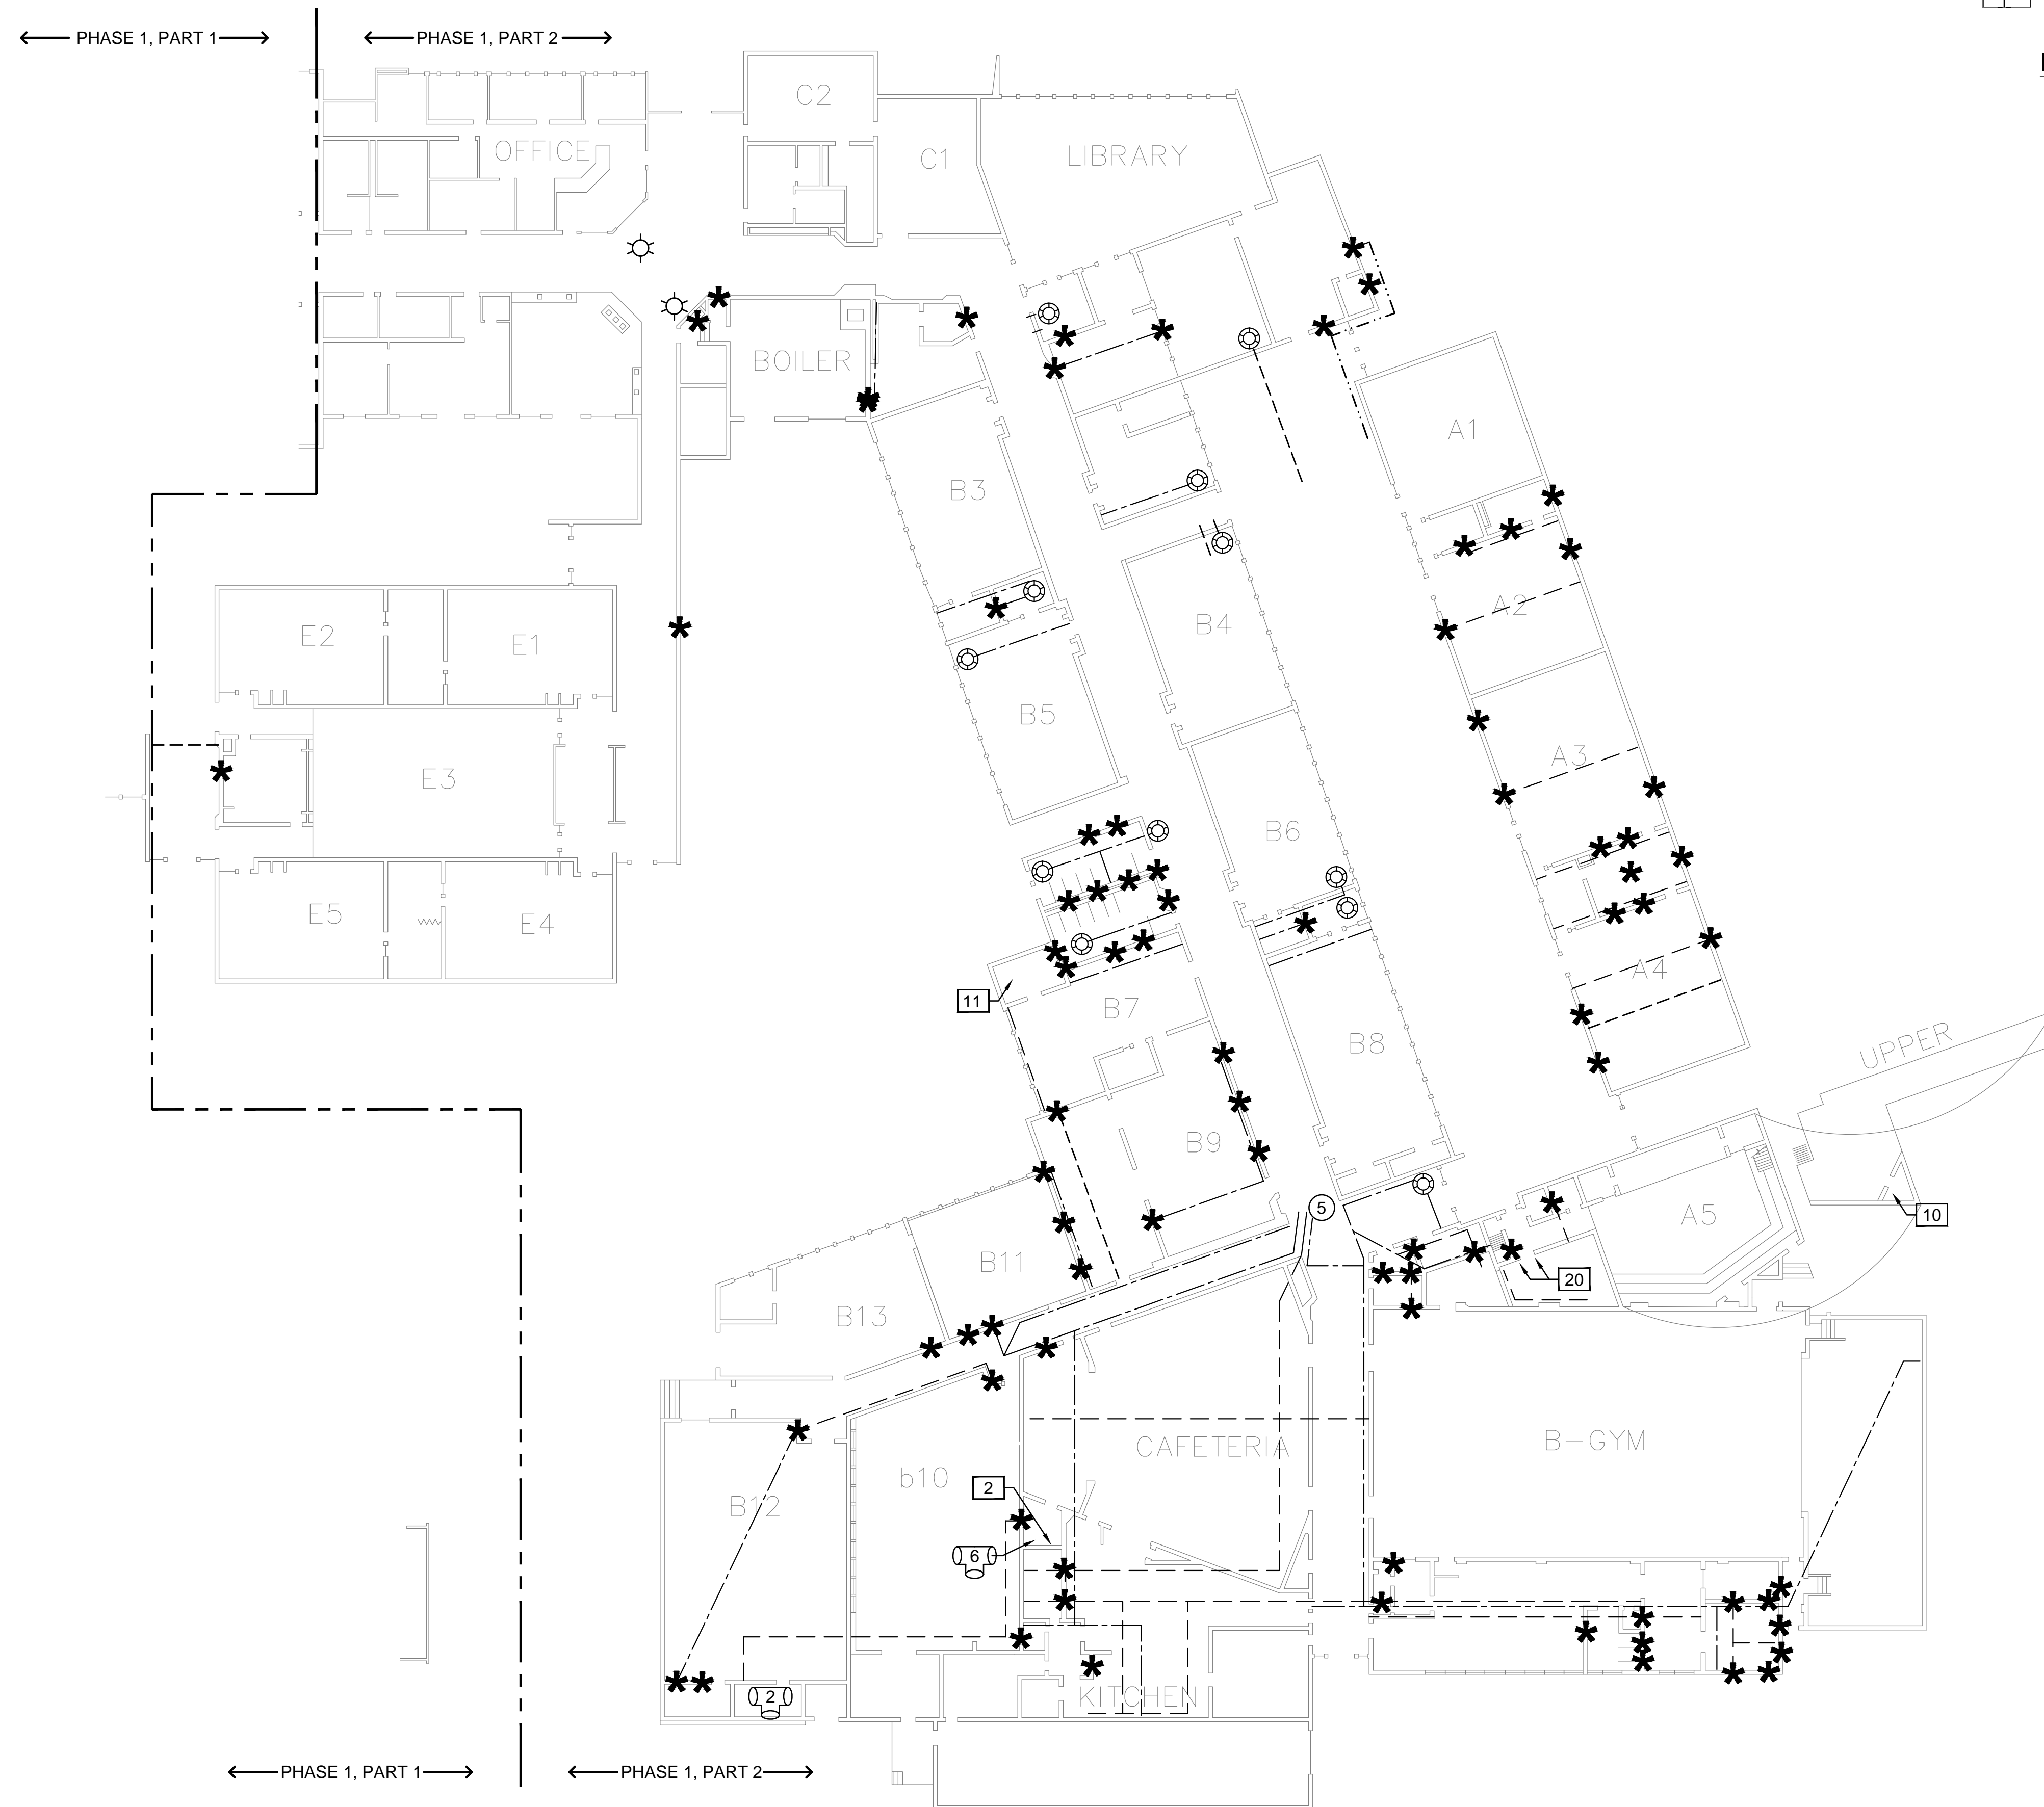 PHASE 1, PART 1
PHASE 1, PART 2
C2
OFFICE
C1
LIBRARY
BOILER
A1
B3
A2
B4
E2
E1
B5
A3
E3
B6
E5
E4
A4
11
B7
B8
UPPER
B9
5
A5
10
B11
20
B13
CAFETERIA
B-GYM
b10
2
B12
6
KITCHEN
2
PHASE 1, PART 1
PHASE 1, PART 2